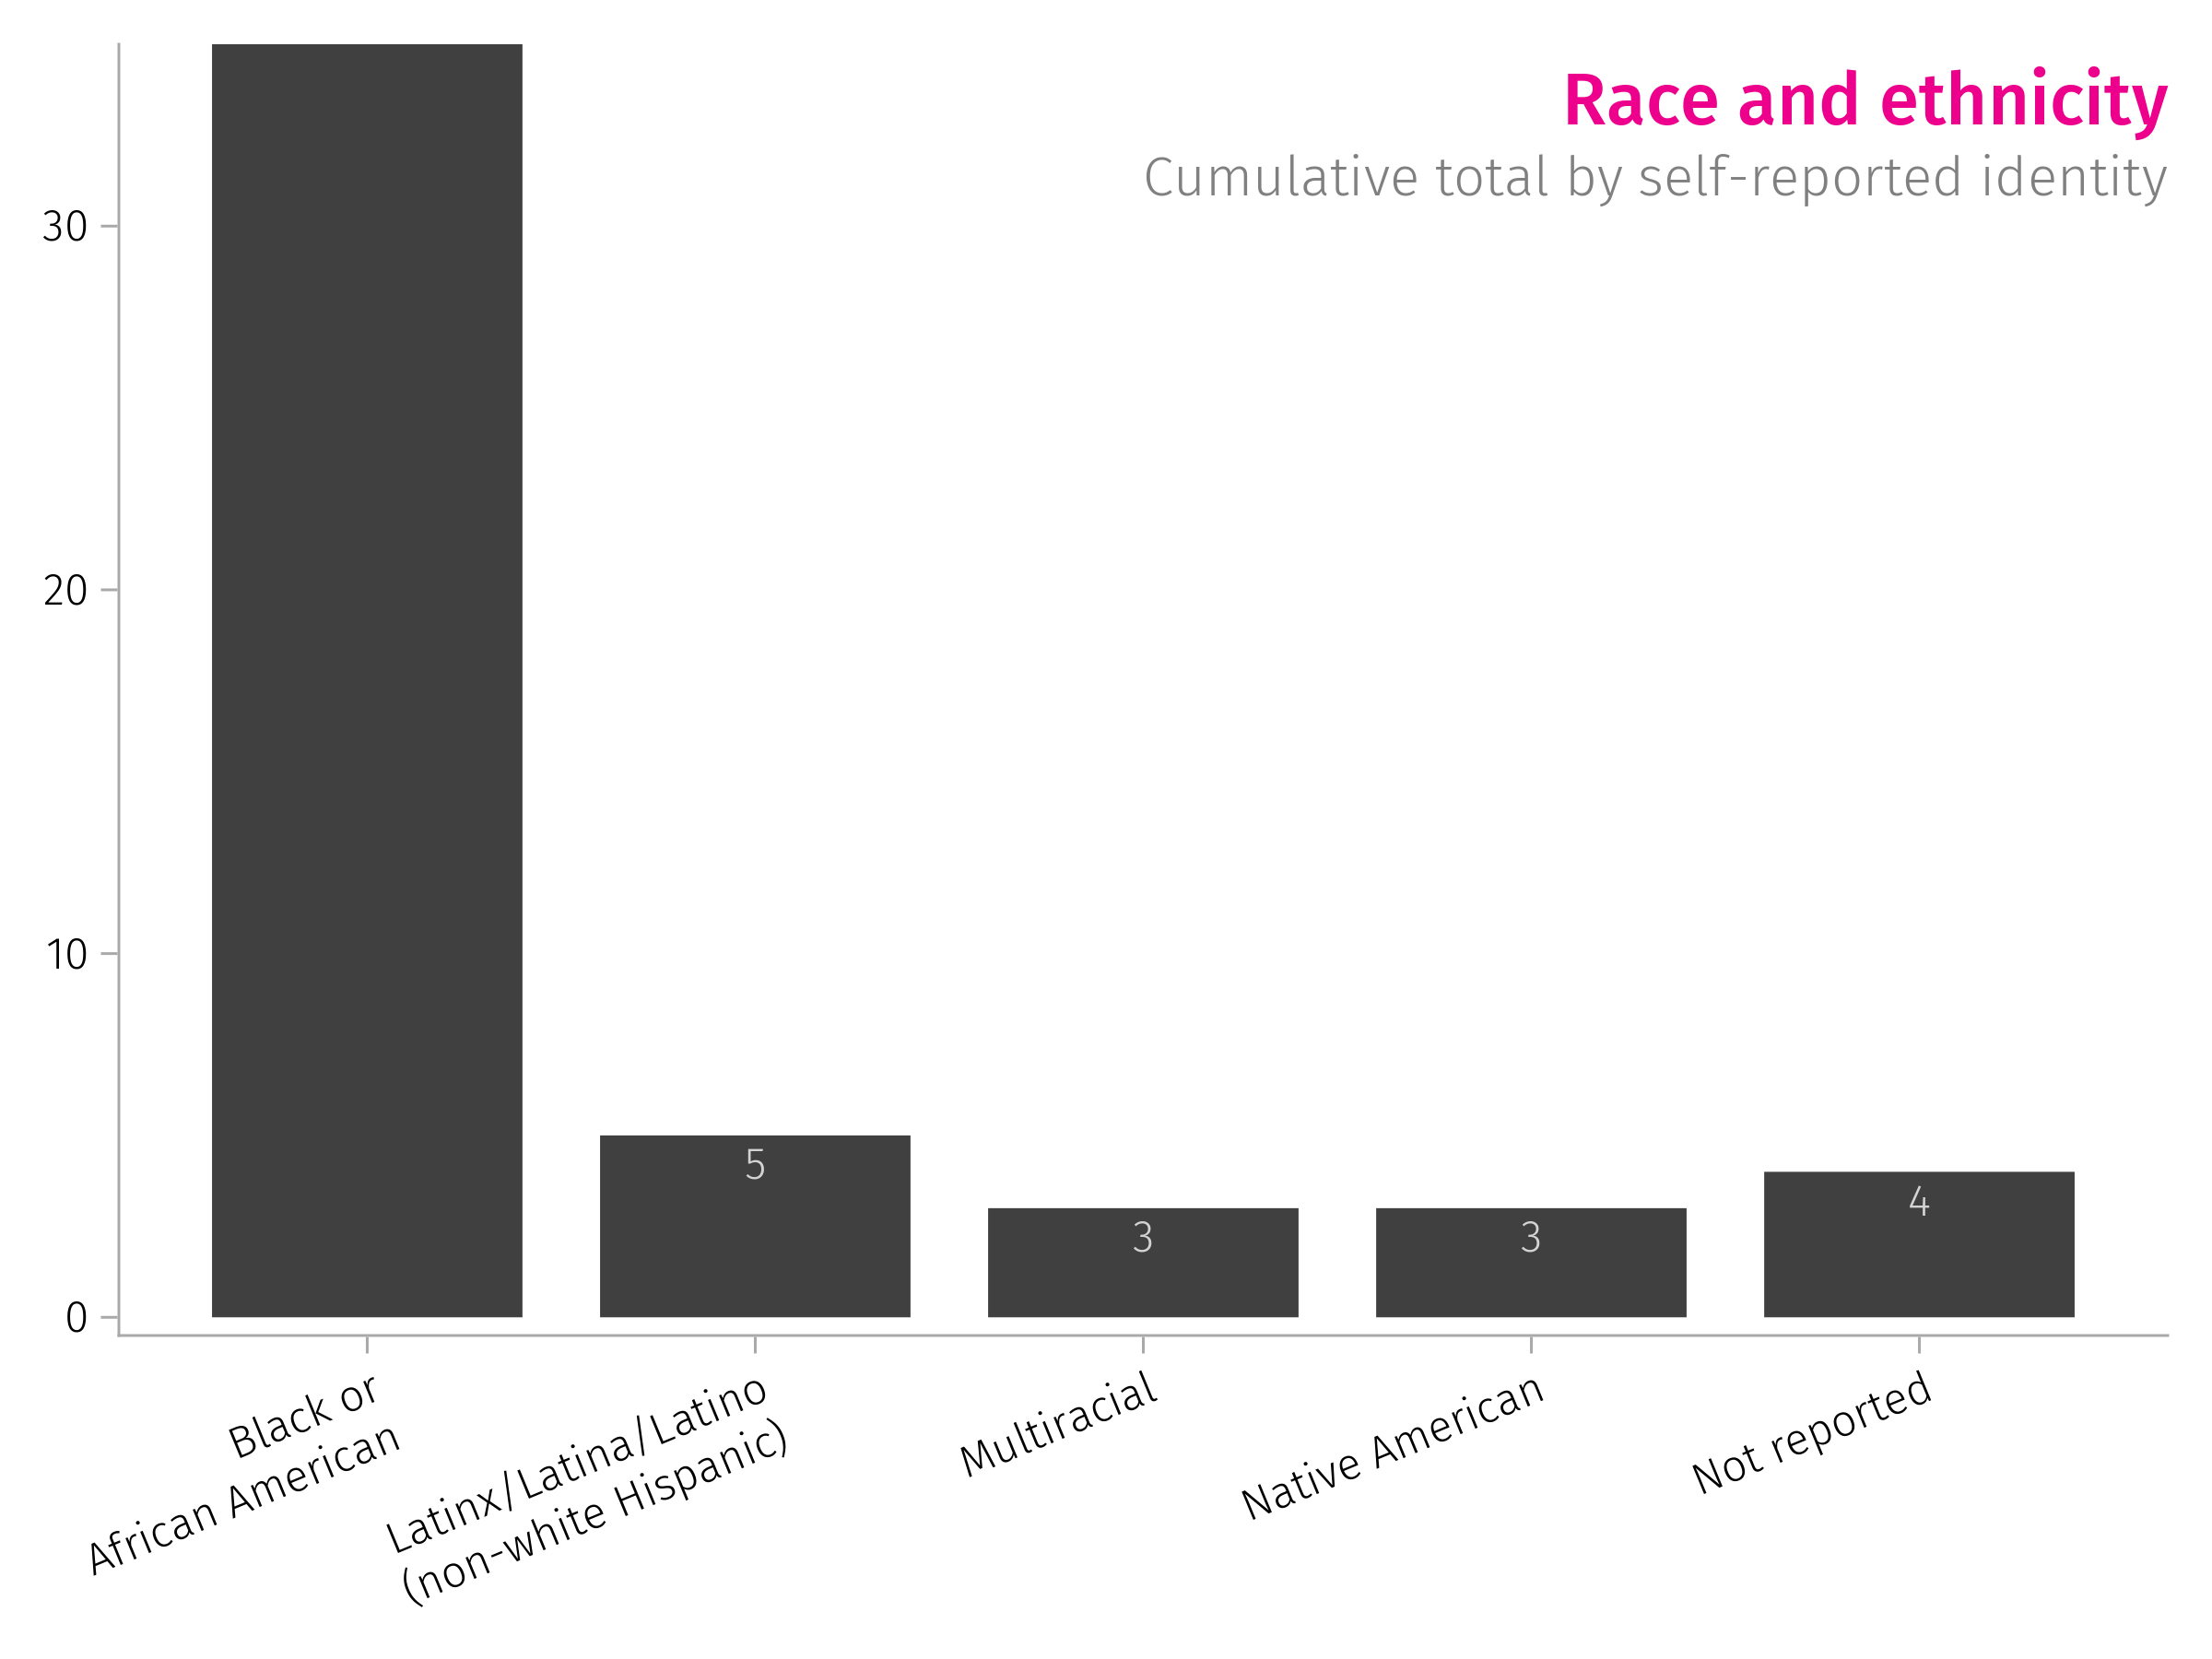 Race and ethnicity
Cumulative total by self-reported identity
30
20
10
0
5
3
3
4
Black or
African American
Latinx/Latina/Latino
(non-white Hispanic)
Multiracial
Native American
Not reported